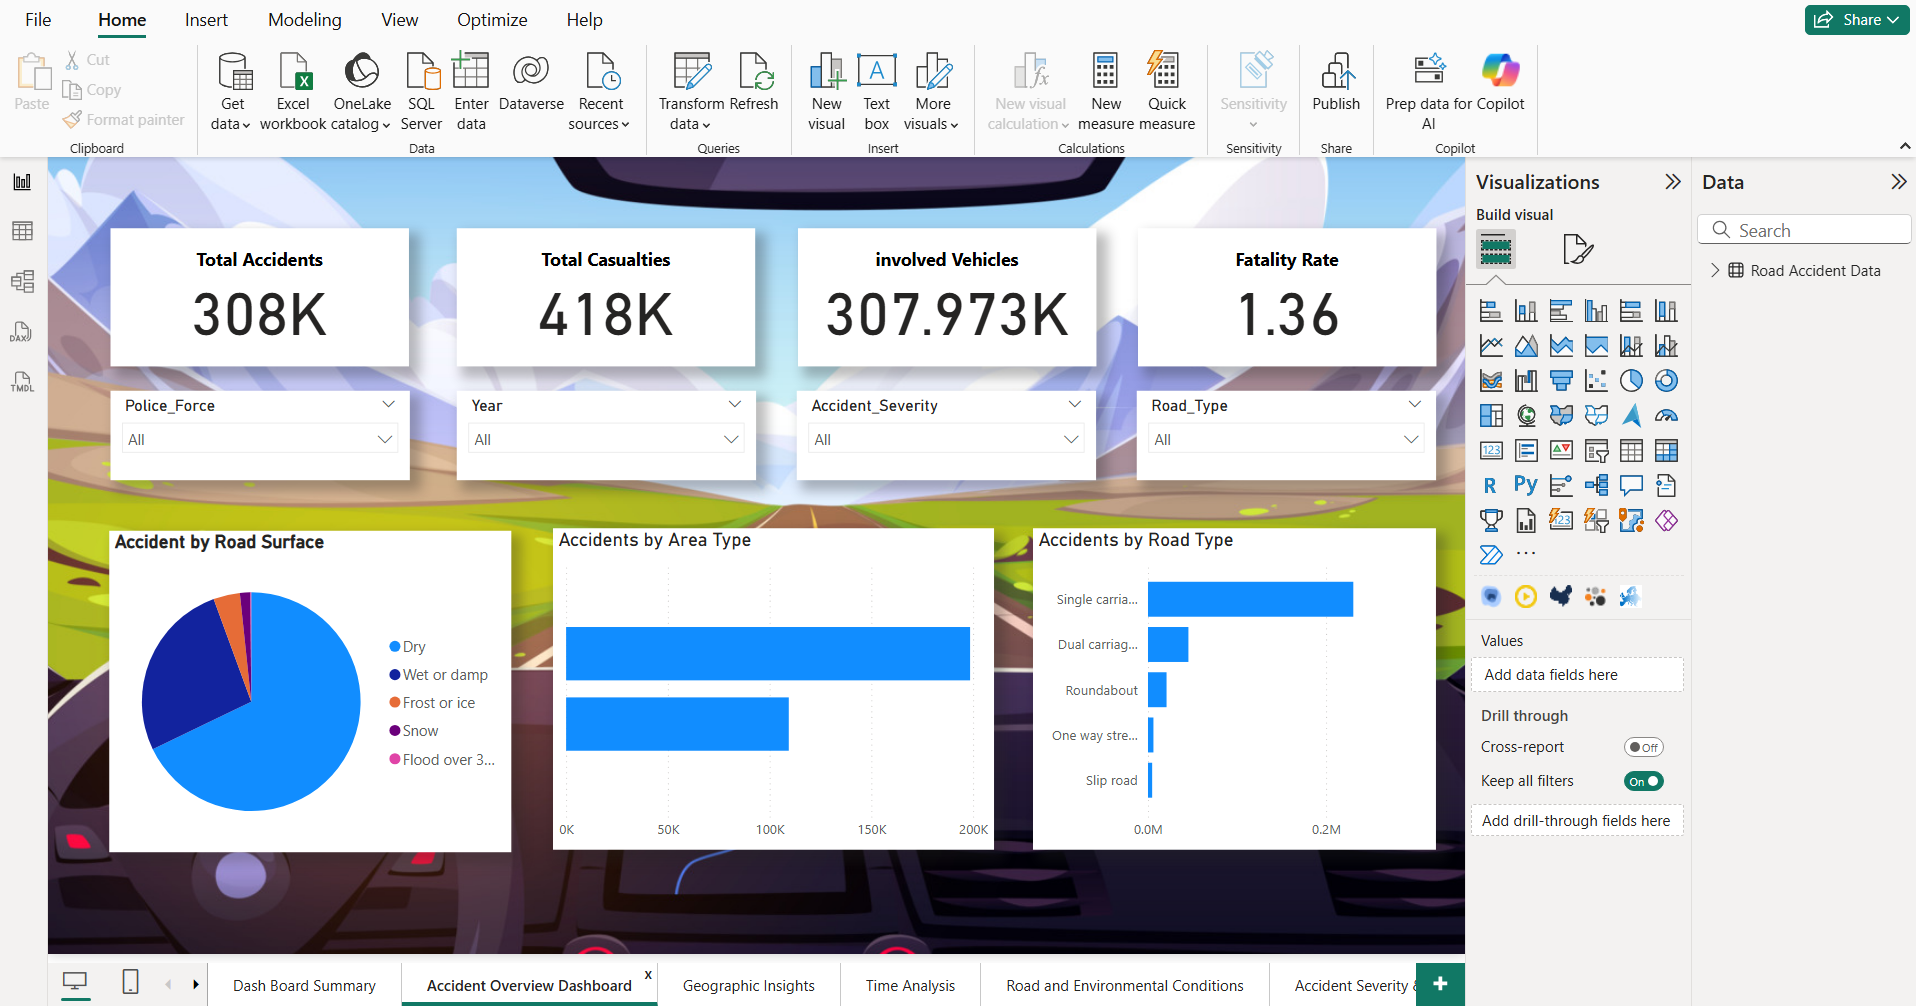 File Home Insert Modeling View Optimize Help
Share
Paste
Cut
Copy
Format painter
Clipboard
Get data
Excel workbook
OneLake catalog
SQL Server
Enter data
Dataverse
Recent sources
Data
Transform data
Refresh
Queries
New visual
Text box
More visuals
Insert
New visual calculation
New measure
Quick measure
Calculations
Sensitivity
Sensitivity
Publish
Share
Prep data for AI
Copilot
Copilot
DAX
TMDL
Total Accidents
308K
Total Casualties
418K
involved Vehicles
307.973K
Fatality Rate
1.36
Police_Force
All
Year
All
Accident_Severity
All
Road_Type
All
Accident by Road Surface
Dry
Wet or damp
Frost or ice
Snow
Flood over 3...
Accidents by Area Type
0K 50K 100K 150K 200K
Accidents by Road Type
Single carria...
Dual carriag...
Roundabout
One way stre...
Slip road
0.0M 0.2M
Visualizations
Build visual
123
R Py
123
...
Values
Add data fields here
Drill through
Cross-report
Off
Keep all filters
On
Add drill-through fields here
Data
Search
Road Accident Data
Dash Board Summary
Accident Overview Dashboard
x
Geographic Insights
Time Analysis
Road and Environmental Conditions
Accident Severity
+